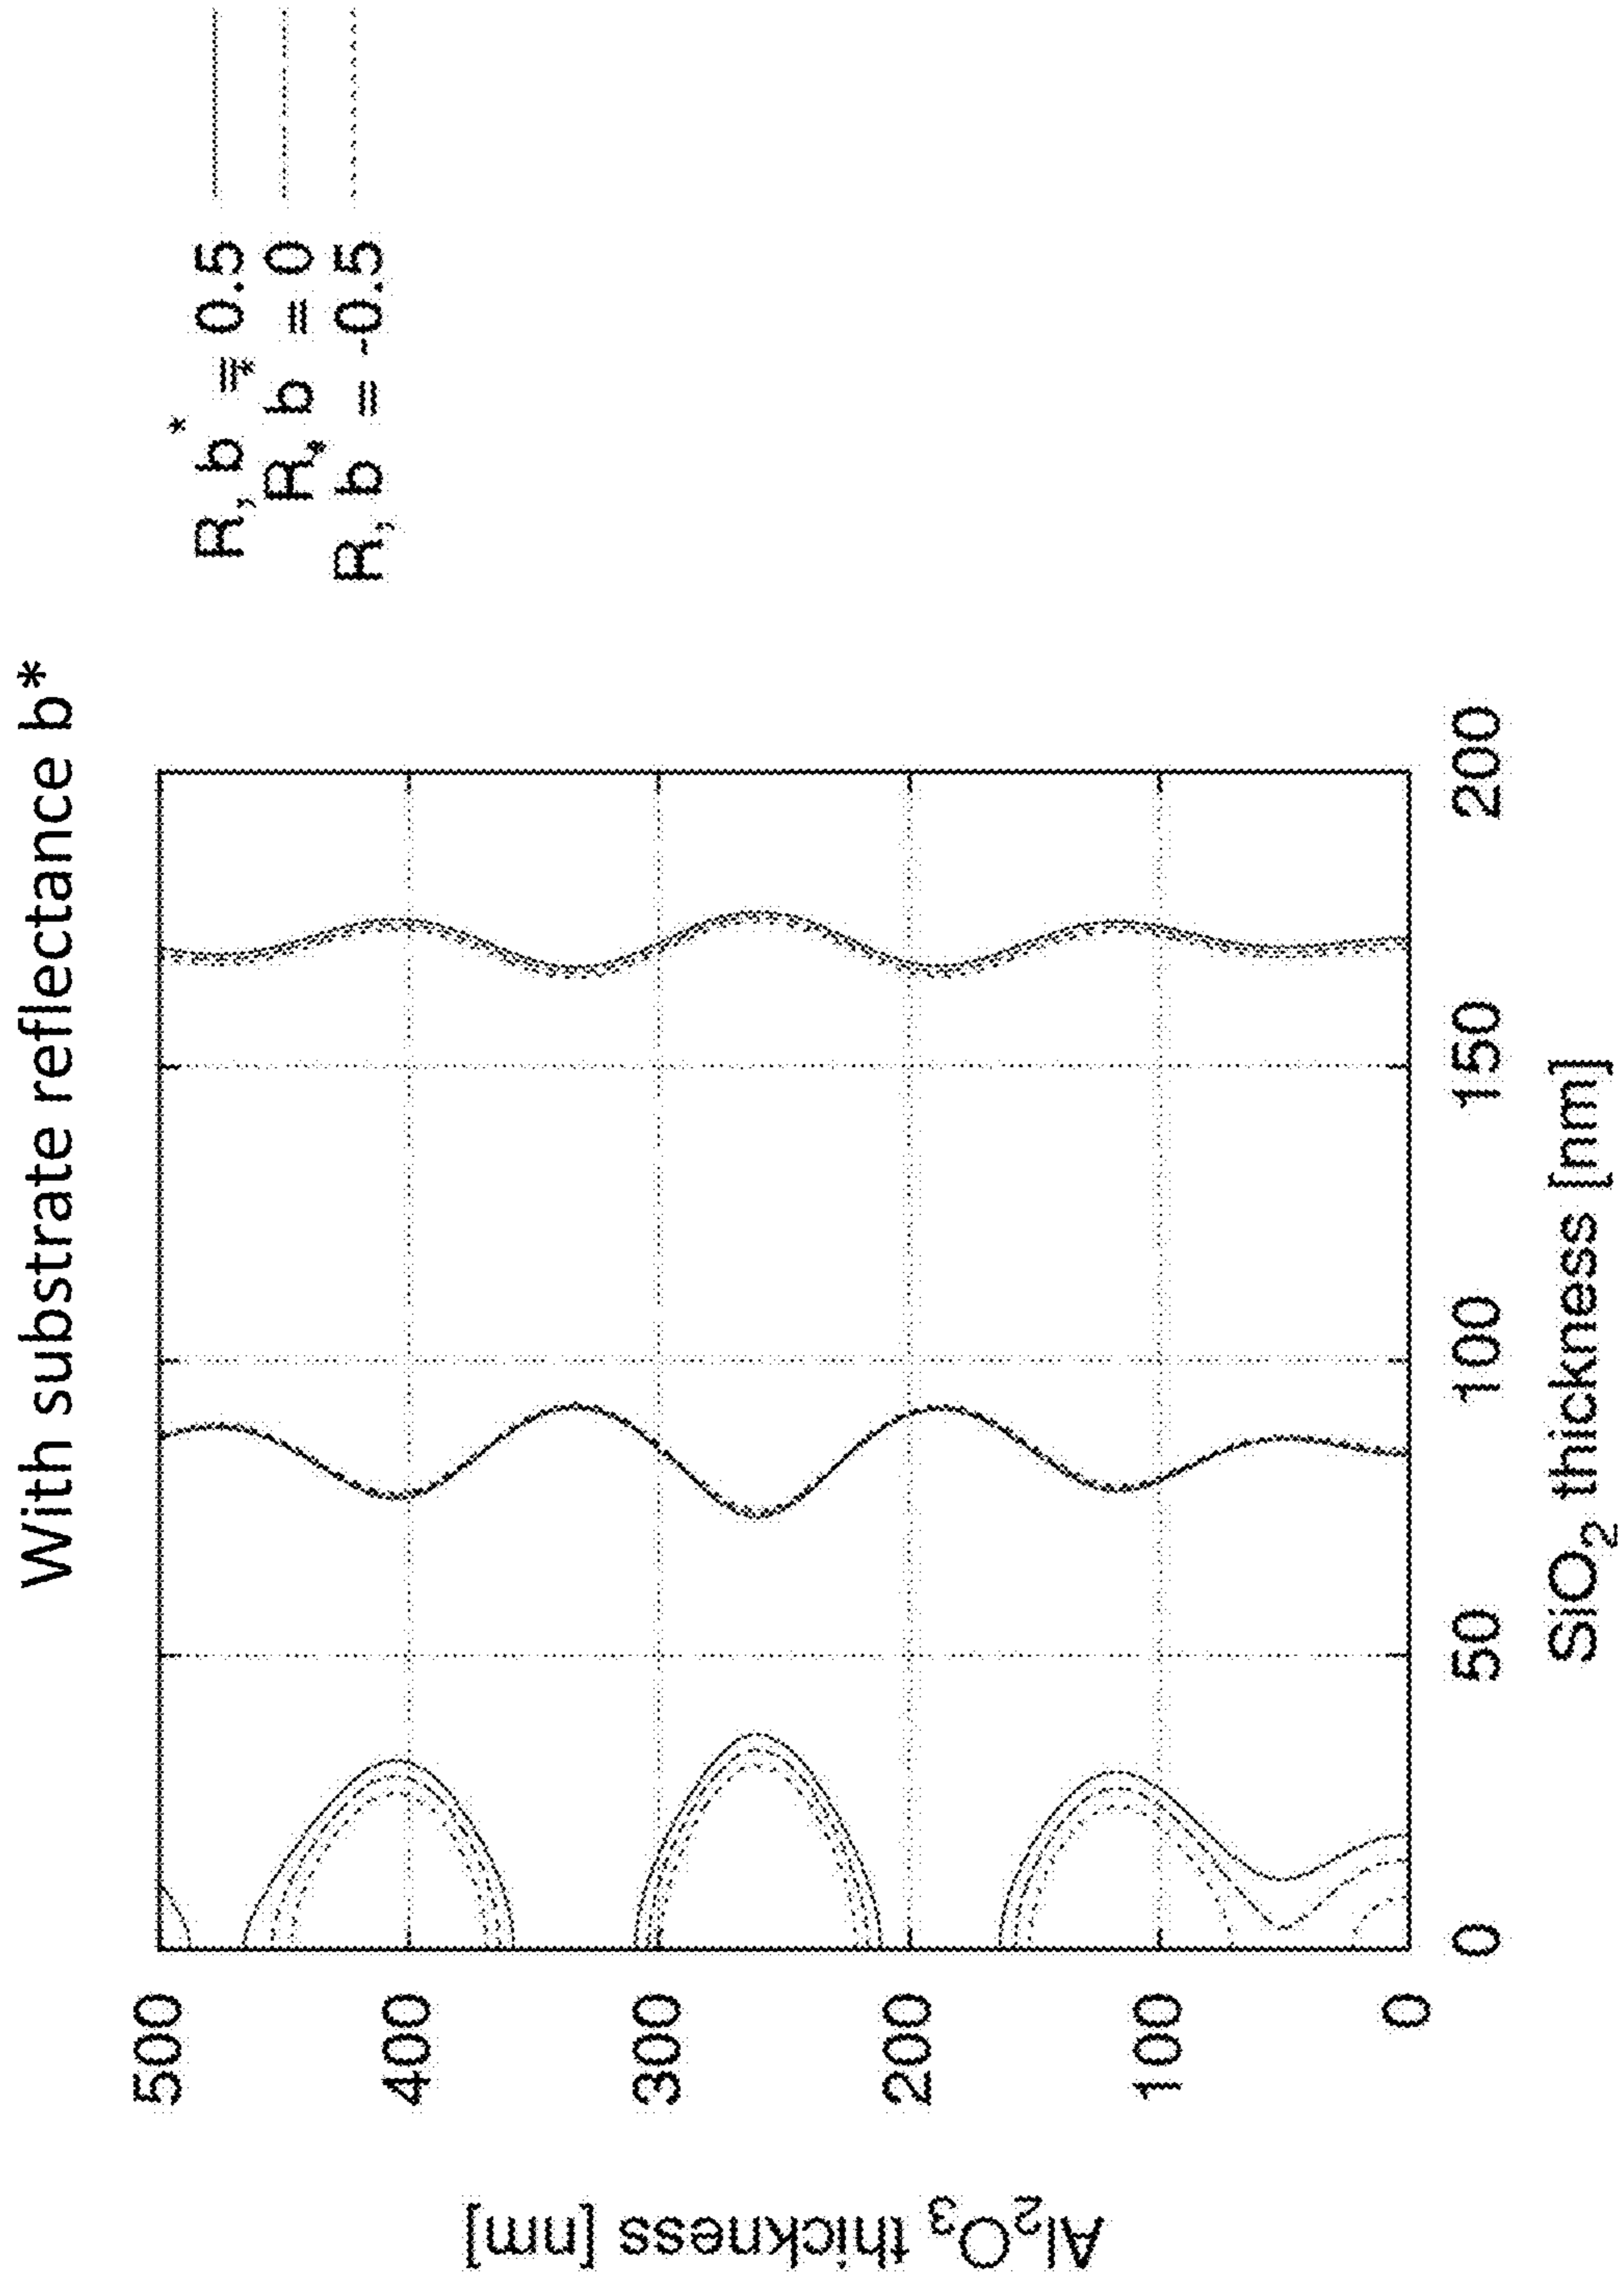 With substrate reflectance b*
R, b* = 0.5
R, b* = 0
R, b* = -0.5
500
400
300
200
100
0
0
50
100
150
200
Al₂O₃ thickness [nm]
SiO₂ thickness [nm]